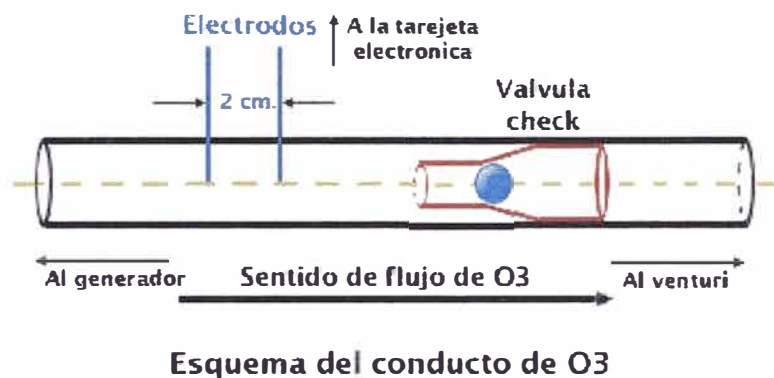 Electrodos
A la tarejeta
electronica
2 cm.
Valvula
check
Al generador
Sentido de flujo de O3
Al venturi
Esquema del conducto de O3